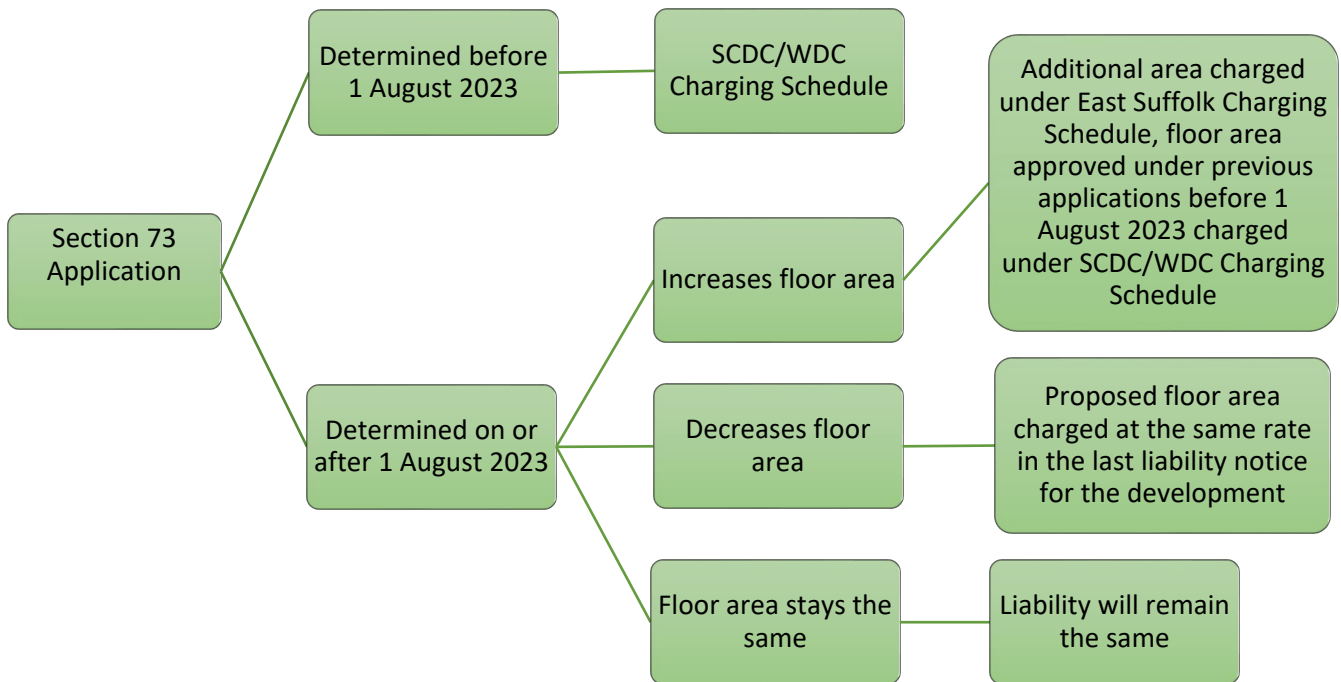 Section 73
Application
Determined before
1 August 2023
SCDC/WDC
Charging Schedule
Determined on or
after 1 August 2023
Increases floor area
Additional area charged
under East Suffolk Charging
Schedule, floor area
approved under previous
applications before 1
August 2023 charged
under SCDC/WDC Charging
Schedule
Decreases floor
area
Proposed floor area
charged at the same rate
in the last liability notice
for the development
Floor area stays the
same
Liability will remain
the same